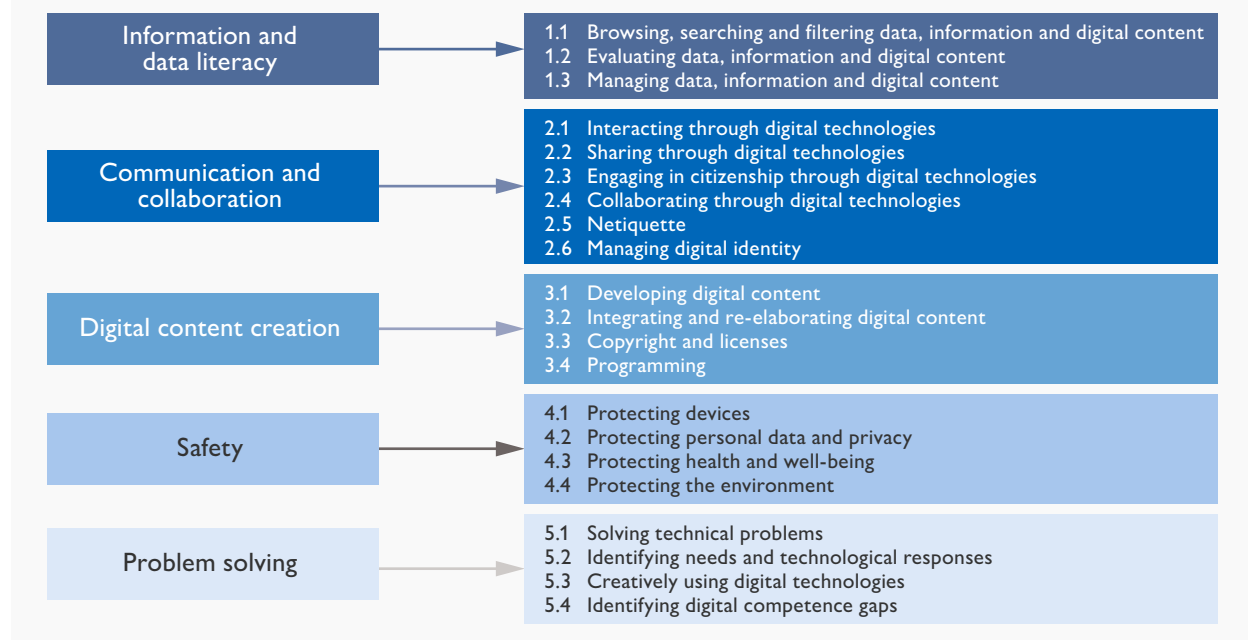 Information and
data literacy
1.1 Browsing, searching and filtering data, information and digital content
1.2 Evaluating data, information and digital content
1.3 Managing data, information and digital content
Communication and
collaboration
2.1 Interacting through digital technologies
2.2 Sharing through digital technologies
2.3 Engaging in citizenship through digital technologies
2.4 Collaborating through digital technologies
2.5 Netiquette
2.6 Managing digital identity
Digital content creation
3.1 Developing digital content
3.2 Integrating and re-elaborating digital content
3.3 Copyright and licenses
3.4 Programming
Safety
4.1 Protecting devices
4.2 Protecting personal data and privacy
4.3 Protecting health and well-being
4.4 Protecting the environment
Problem solving
5.1 Solving technical problems
5.2 Identifying needs and technological responses
5.3 Creatively using digital technologies
5.4 Identifying digital competence gaps